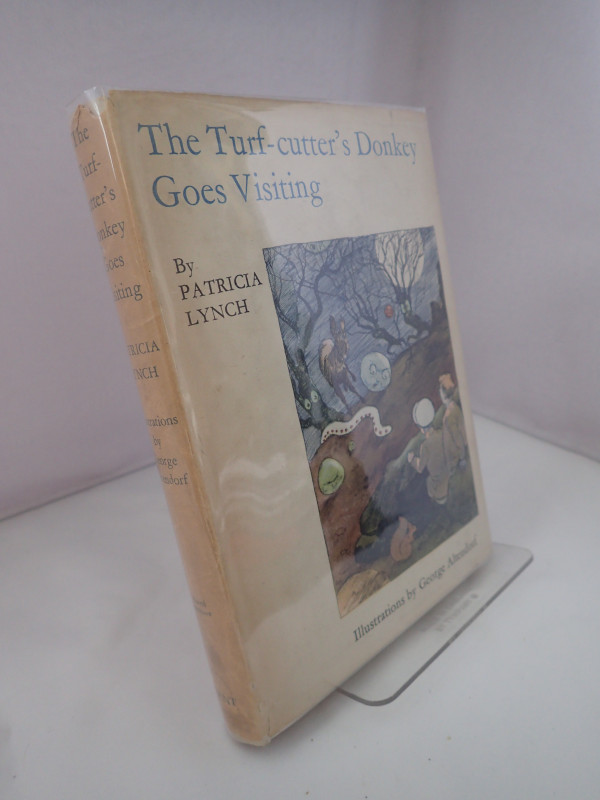 The Turf-cutter's Donkey
Goes Visiting
By
PATRICIA
LYNCH
Illustrations by George Altendorf
The
Turf-
cutter's
Donkey
Goes
Visiting
PATRICIA
LYNCH
Illustrations
by
George
Altendorf